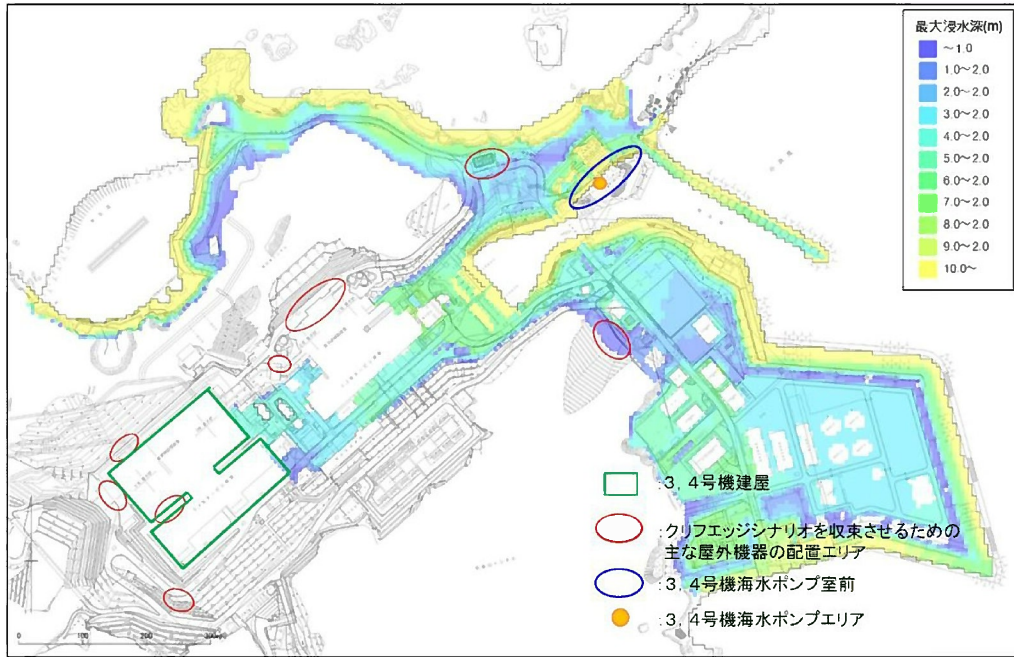 最大浸水深(m)
～1.0
1.0～2.0
2.0～2.0
3.0～2.0
4.0～2.0
5.0～2.0
6.0～2.0
7.0～2.0
8.0～2.0
9.0～2.0
10.0～
:3, 4号機建屋
:クリフエッジシナリオを収束させるための
主な屋外機器の配置エリア
:3, 4号機海水ポンプ室前
:3, 4号機海水ポンプエリア
0 100 200